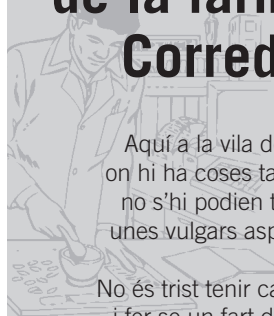 de la farm
Corred
Aquí a la vila d
on hi ha coses ta
no s'hi podien t
unes vulgars asp
No és trist tenir ca
i fer-se un fart d